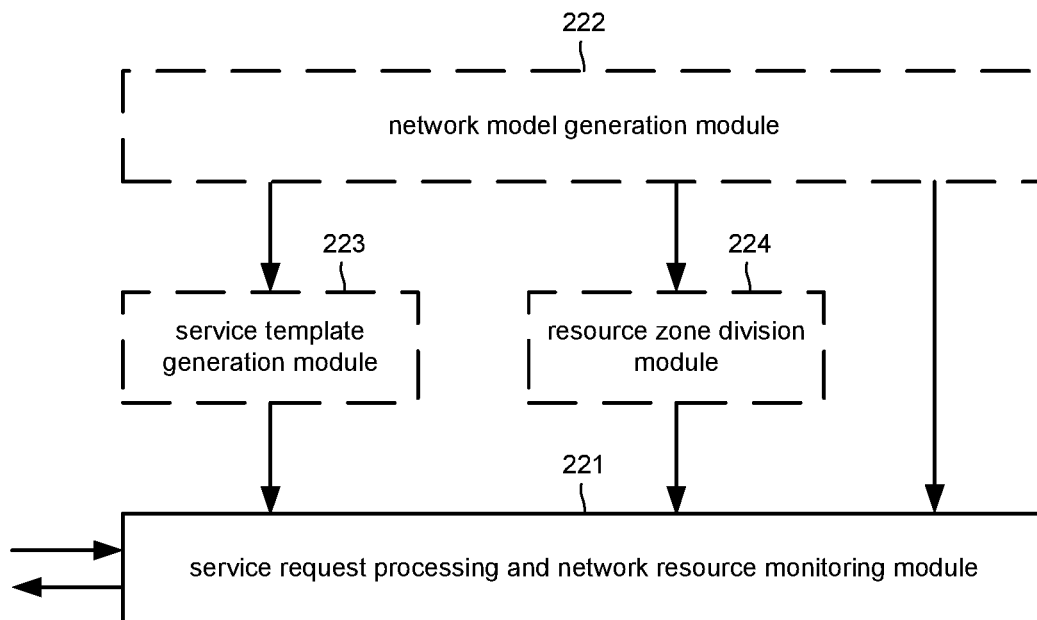 222
network model generation module
223
224
service template
generation module
resource zone division
module
221
service request processing and network resource monitoring module